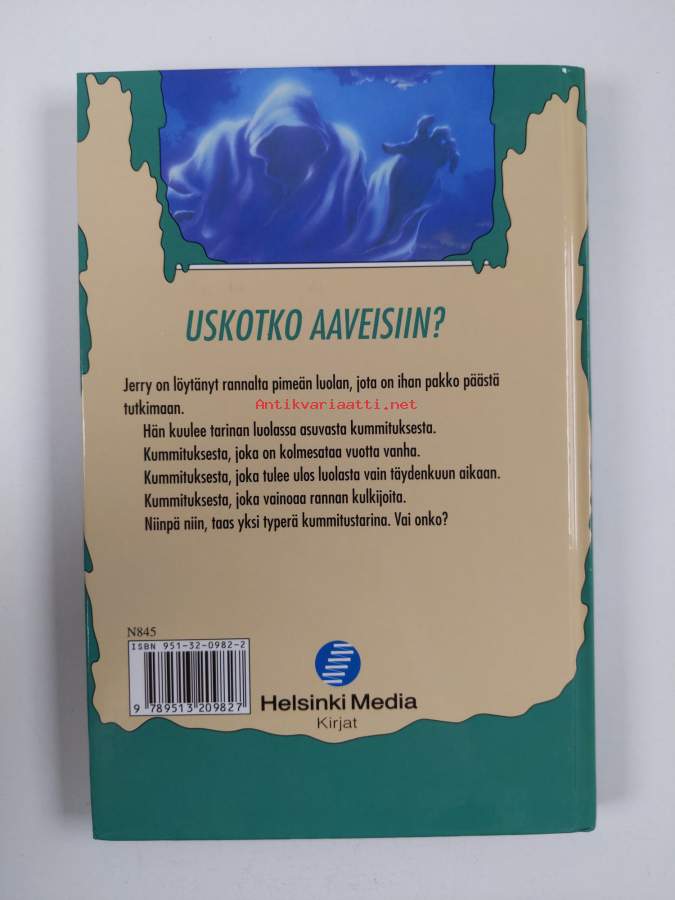 USKOTKO AAVEISIIN?
Jerry on löytänyt rannalta pimeän luolan, jota on ihan pakko päästä
tutkimaan.
Antikvariaatti.net
Hän kuulee tarinan luolassa asuvasta kummituksesta.
Kummituksesta, joka on kolmesataa vuotta vanha.
Kummituksesta, joka tulee ulos luolasta vain täydenkuun aikaan.
Kummituksesta, joka vainoaa rannan kulkijoita.
Niinpä niin, taas yksi typerä kummitustarina. Vai onko?
N845
ISBN 951-32-0982-2
9 789513 209827
Helsinki Media
Kirjat